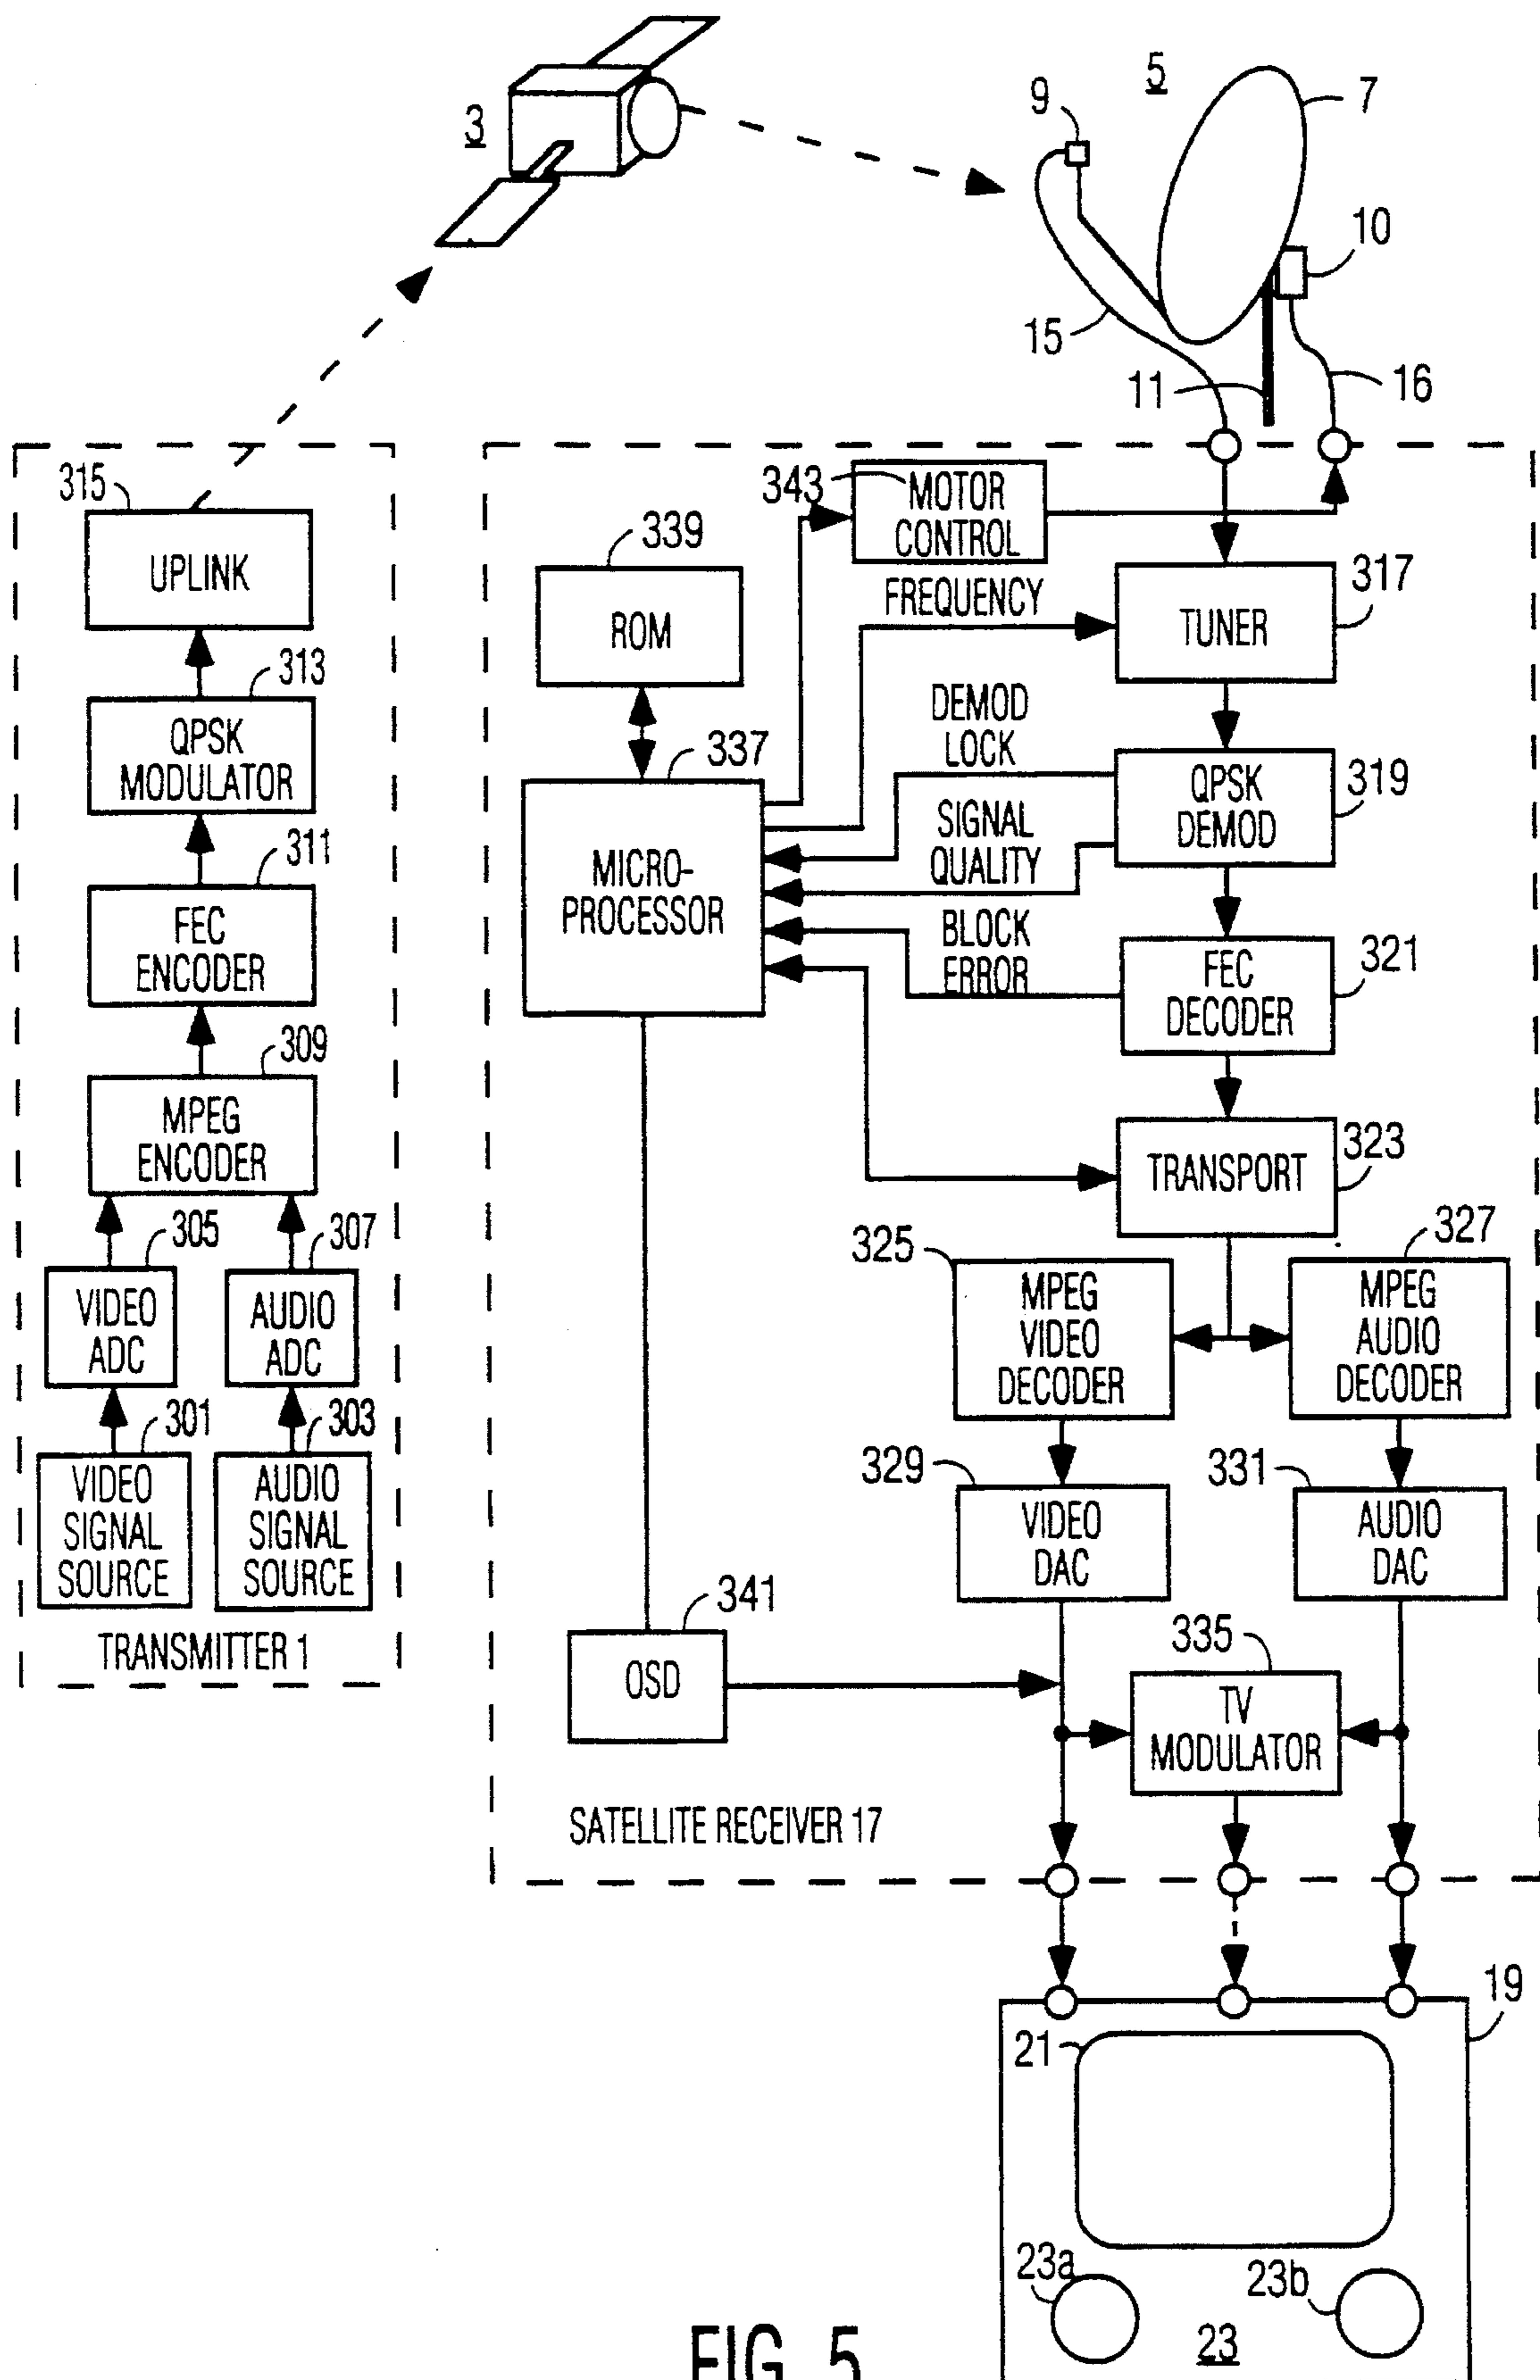 3
5
7
9
10
15
11
16
315
UPLINK
313
QPSK
MODULATOR
311
FEC
ENCODER
309
MPEG
ENCODER
305
VIDEO
ADC
307
AUDIO
ADC
301
VIDEO
SIGNAL
SOURCE
303
AUDIO
SIGNAL
SOURCE
TRANSMITTER 1
343
MOTOR
CONTROL
339
ROM
FREQUENCY
317
TUNER
337
MICRO-
PROCESSOR
DEMOD
LOCK
319
QPSK
DEMOD
SIGNAL
QUALITY
BLOCK
ERROR
321
FEC
DECODER
323
TRANSPORT
325
MPEG
VIDEO
DECODER
327
MPEG
AUDIO
DECODER
329
VIDEO
DAC
331
AUDIO
DAC
341
OSD
335
TV
MODULATOR
SATELLITE RECEIVER 17
19
21
23a
23b
23
FIG. 5